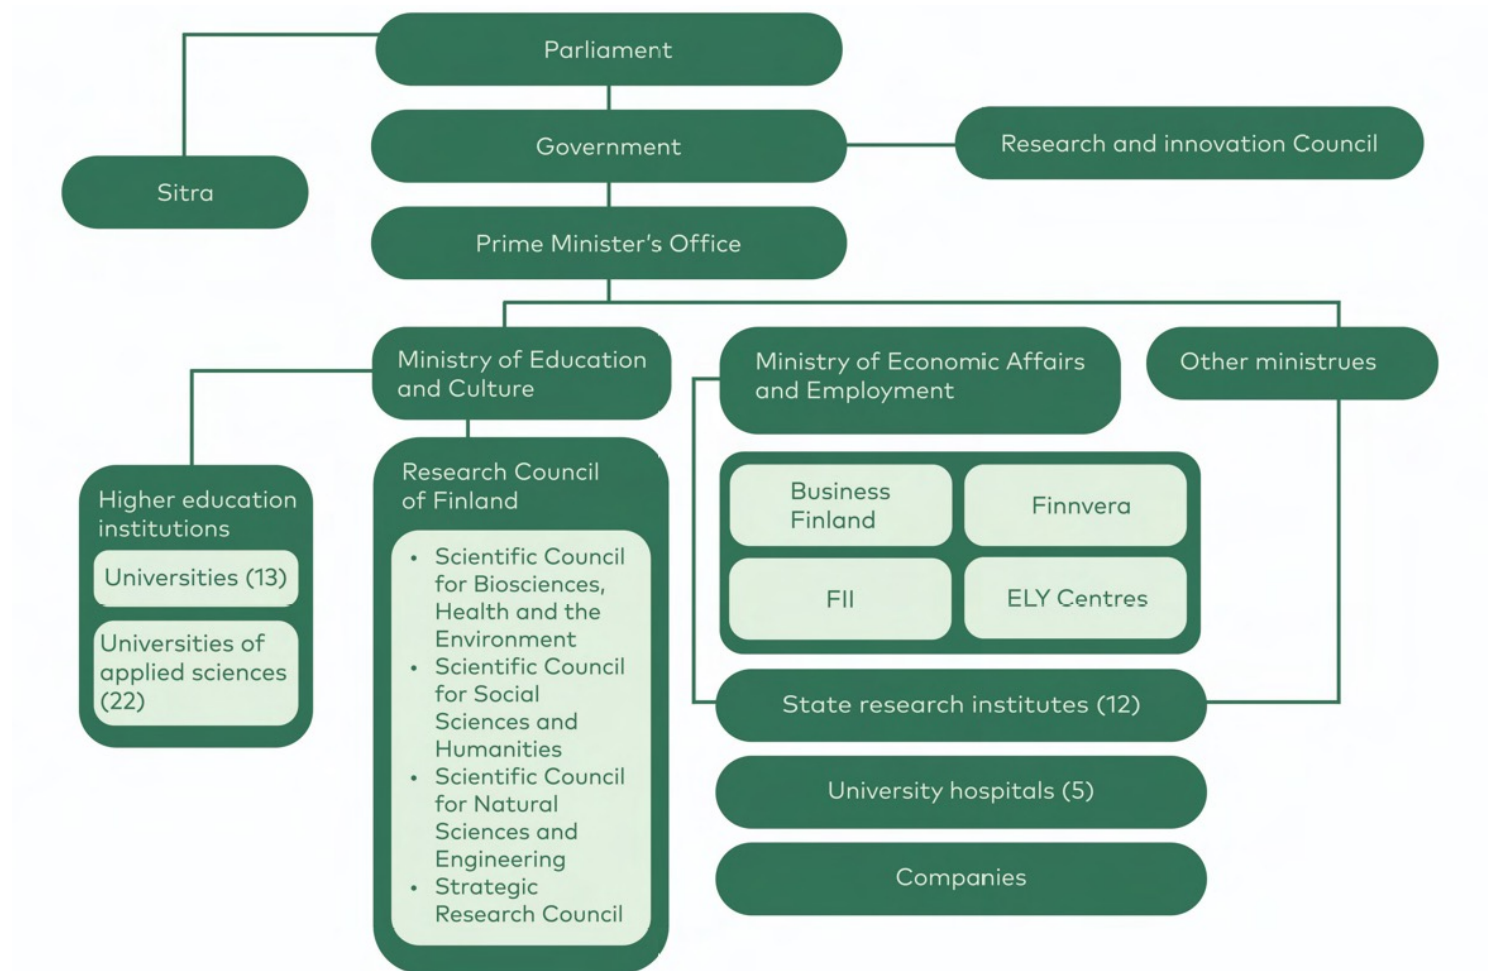 Parliament
Government
Research and innovation Council
Sitra
Prime Minister's Office
Ministry of Education
and Culture
Ministry of Economic Affairs
and Employment
Other ministrues
Higher education
institutions
Universities (13)
Universities of
applied sciences
(22)
Research Council
of Finland
• Scientific Council
for Biosciences,
Health and the
Environment
• Scientific Council
for Social
Sciences and
Humanities
• Scientific Council
for Natural
Sciences and
Engineering
• Strategic
Research Council
Business
Finland
Finnvera
FII
ELY Centres
State research institutes (12)
University hospitals (5)
Companies